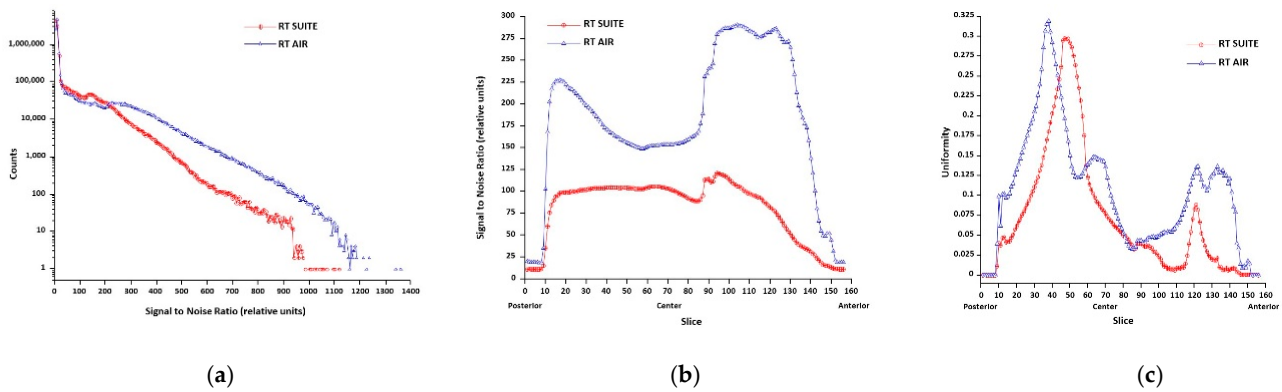 RT SUITE
RT AIR
1,000,000
100,000
10,000
1,000
100
10
1
Counts
0 100 200 300 400 500 600 700 800 900 1000 1100 1200 1300 1400
Signal to Noise Ratio (relative units)
(a)
RT SUITE
RT AIR
300
275
250
225
200
175
150
125
100
75
50
25
0
Signal to Noise Ratio (relative units)
0 10 20 30 40 50 60 70 80 90 100 110 120 130 140 150 160
Posterior Center Anterior
Slice
(b)
RT SUITE
RT AIR
0.325
0.3
0.275
0.25
0.225
0.2
0.175
0.15
0.125
0.1
0.075
0.05
0.025
0
Uniformity
0 10 20 30 40 50 60 70 80 90 100 110 120 130 140 150 160
Posterior Center Anterior
Slice
(c)